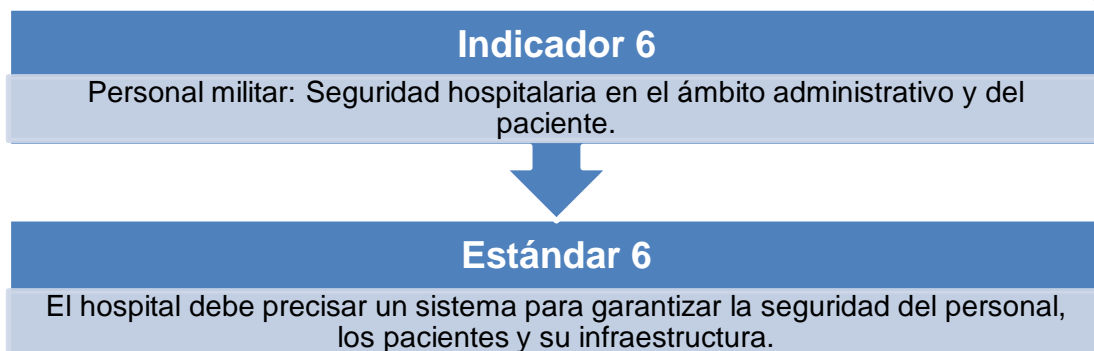 Indicador 6
Personal militar: Seguridad hospitalaria en el ámbito administrativo y del
paciente.
Estándar 6
El hospital debe precisar un sistema para garantizar la seguridad del personal,
los pacientes y su infraestructura.